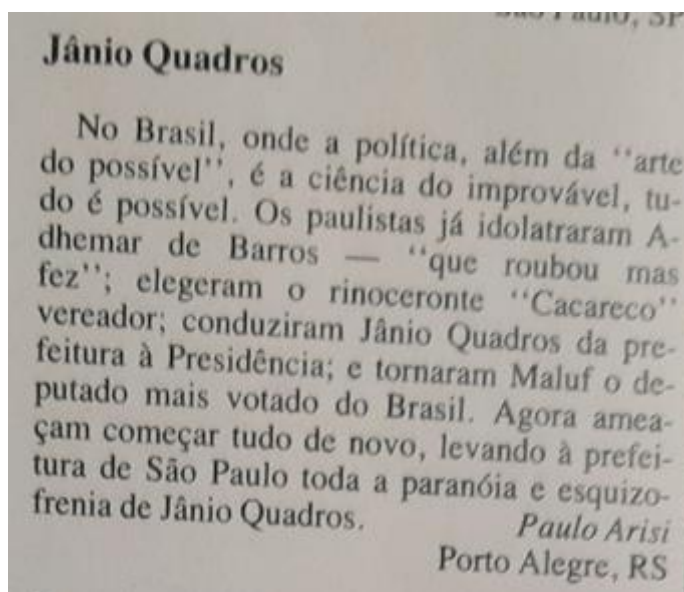 São Paulo, SP
Jânio Quadros
No Brasil, onde a política, além da ‘‘arte
do possível’’, é a ciência do improvável, tu-
do é possível. Os paulistas já idolatraram A-
dhemar de Barros — ‘‘que roubou mas
fez’’; elegeram o rinoceronte ‘‘Cacareco’’
vereador; conduziram Jânio Quadros da pre-
feitura à Presidência; e tornaram Maluf o de-
putado mais votado do Brasil. Agora amea-
çam começar tudo de novo, levando à prefei-
tura de São Paulo toda a paranóia e esquizo-
frenia de Jânio Quadros. Paulo Arisi
Porto Alegre, RS